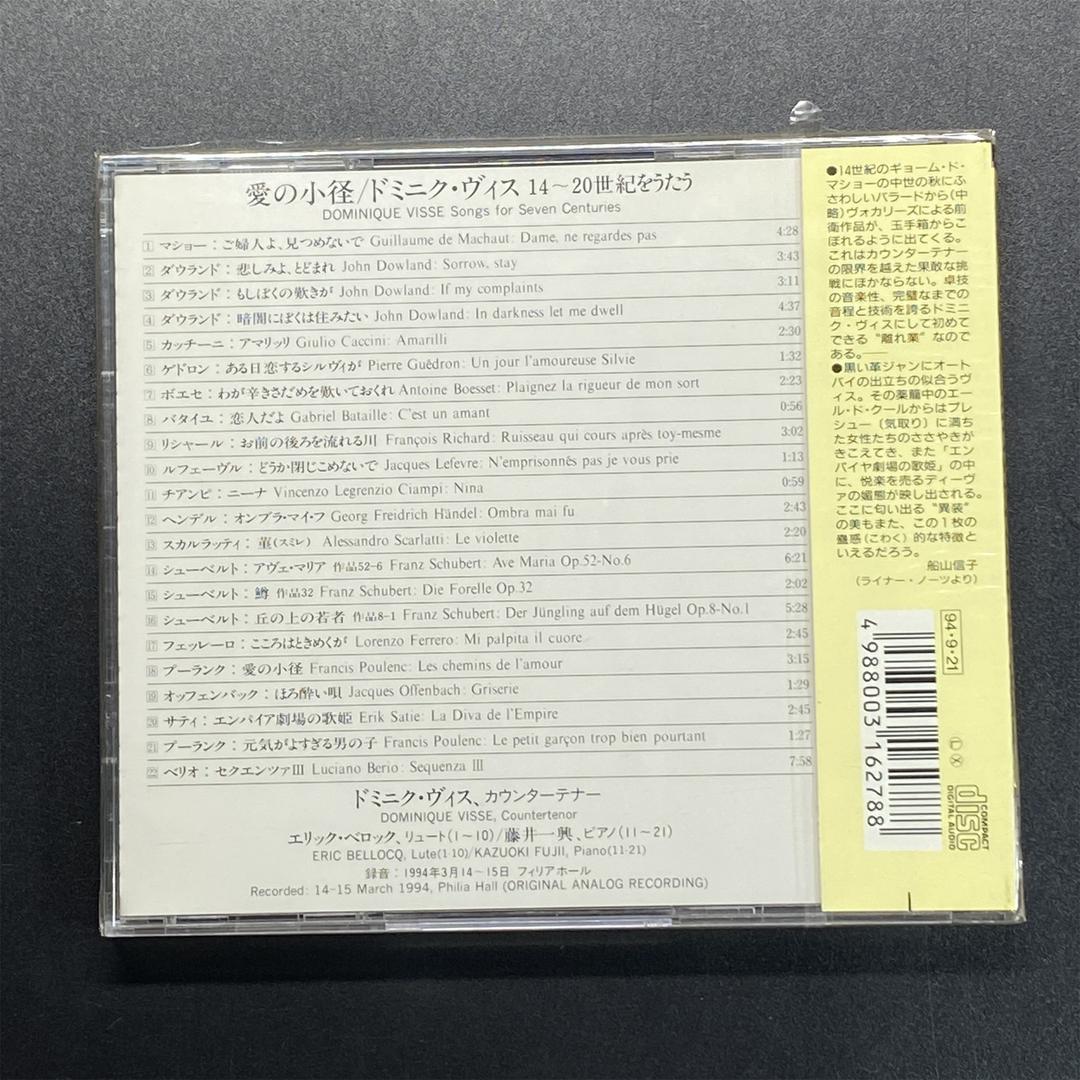 愛の小径/ドミニク・ヴィス 14〜20世紀をうたう
DOMINIQUE VISSE Songs for Seven Centuries
1 マショー：ご婦人よ、見つめないで Guillaume de Machaut: Dame, ne regardes pas 4:28
2 ダウランド：悲しみよ、とどまれ John Dowland: Sorrow, stay 3:43
3 ダウランド：もしぼくの歎きが John Dowland: If my complaints 3:11
4 ダウランド：暗闇にぼくは住みたい John Dowland: In darkness let me dwell 4:37
5 カッチーニ：アマリッリ Giulio Caccini: Amarilli 2:30
6 ゲドロン：ある日恋するシルヴィが Pierre Guédron: Un jour l'amoureuse Silvie 1:32
7 ボエセ：わが辛きさだめを歎いておくれ Antoine Boesset: Plaignez la rigueur de mon sort 2:23
8 バタイユ：恋人だよ Gabriel Bataille: C'est un amant 0:56
9 リシャール：お前の後ろを流れる川 François Richard: Ruisseau qui cours après toy-mesme 3:02
10 ルフェーヴル：どうか閉じこめないで Jacques Lefevre: N'emprisonnés pas je vous prie 1:13
11 チアンピ：ニーナ Vincenzo Legrenzio Ciampi: Nina 0:59
12 ヘンデル：オンブラ・マイ・フ Georg Freidrich Händel: Ombra mai fu 2:43
13 スカルラッティ：菫(スミレ) Alessandro Scarlatti: Le violette 2:20
14 シューベルト：アヴェ・マリア 作品52-6 Franz Schubert: Ave Maria Op.52-No.6 6:21
15 シューベルト：鱒 作品32 Franz Schubert: Die Forelle Op.32 2:02
16 シューベルト：丘の上の若者 作品8-1 Franz Schubert: Der Jüngling auf dem Hügel Op.8-No.1 5:28
17 フェッレーロ：こころはときめくが Lorenzo Ferrero: Mi palpita il cuore 2:45
18 プーランク：愛の小径 Francis Poulenc: Les chemins de l'amour 3:15
19 オッフェンバック：ほろ酔い唄 Jacques Offenbach: Griserie 1:29
20 サティ：エンパイア劇場の歌姫 Erik Satie: La Diva de l'Empire 2:45
21 プーランク：元気がよすぎる男の子 Francis Poulenc: Le petit garçon trop bien pourtant 1:27
22 ベリオ：セクエンツァIII Luciano Berio: Sequenza III 7:58
ドミニク・ヴィス、カウンターテナー
DOMINIQUE VISSE, Countertenor
エリック・ベロック、リュート(1〜10)/藤井一興、ピアノ(11〜21)
ERIC BELLOCQ, Lute(1-10)/KAZUOKI FUJII, Piano(11-21)
録音：1994年3月14〜15日 フィリアホール
Recorded: 14-15 March 1994, Philia Hall (ORIGINAL ANALOG RECORDING)
●14世紀のギョーム・ド・
マショーの中世の秋にふ
さわしいバラードから(中
略)ヴォカリーズによる前
衛作品が、玉手箱からこ
ぼれるように出てくる。
これはカウンターテナー
の限界を越えた果敢な挑
戦にほかならない。卓技
の音楽性、完璧なまでの
音程と技術を誇るドミニ
ク・ヴィスにして初めて
できる“離れ業”なので
ある。——
●黒い革ジャンにオート
バイの出立ちの似合うヴ
ィス。その薬籠中のエー
ル・ド・クールからはプレ
シュー〔気取り〕に満ち
た女性たちのささやきが
きこえてき、また「エン
パイヤ劇場の歌姫」の中
に、悦楽を売るディーヴ
ァの媚態が映し出される。
ここに匂い出る“異装”
の美もまた、この1枚の
蠱惑(こわく)的な特徴と
いえるだろう。
船山信子
(ライナー・ノーツより)
94・9・21
4988003162788
L X
COMPACT
disc
DIGITAL AUDIO